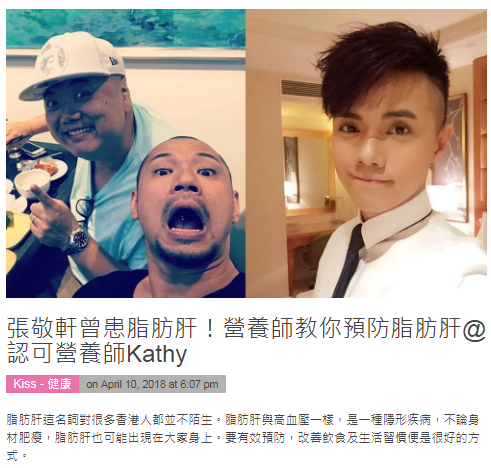 張敬軒曾患脂肪肝！營養師教你預防脂肪肝@
認可營養師Kathy
Kiss - 健康 on April 10, 2018 at 6:07 pm
脂肪肝這名詞對很多香港人都並不陌生。脂肪肝與高血壓一樣，是一種隱形疾病，不論身
材肥瘦，脂肪肝也可能出現在大家身上。要有效預防，改善飲食及生活習慣便是很好的方
式。